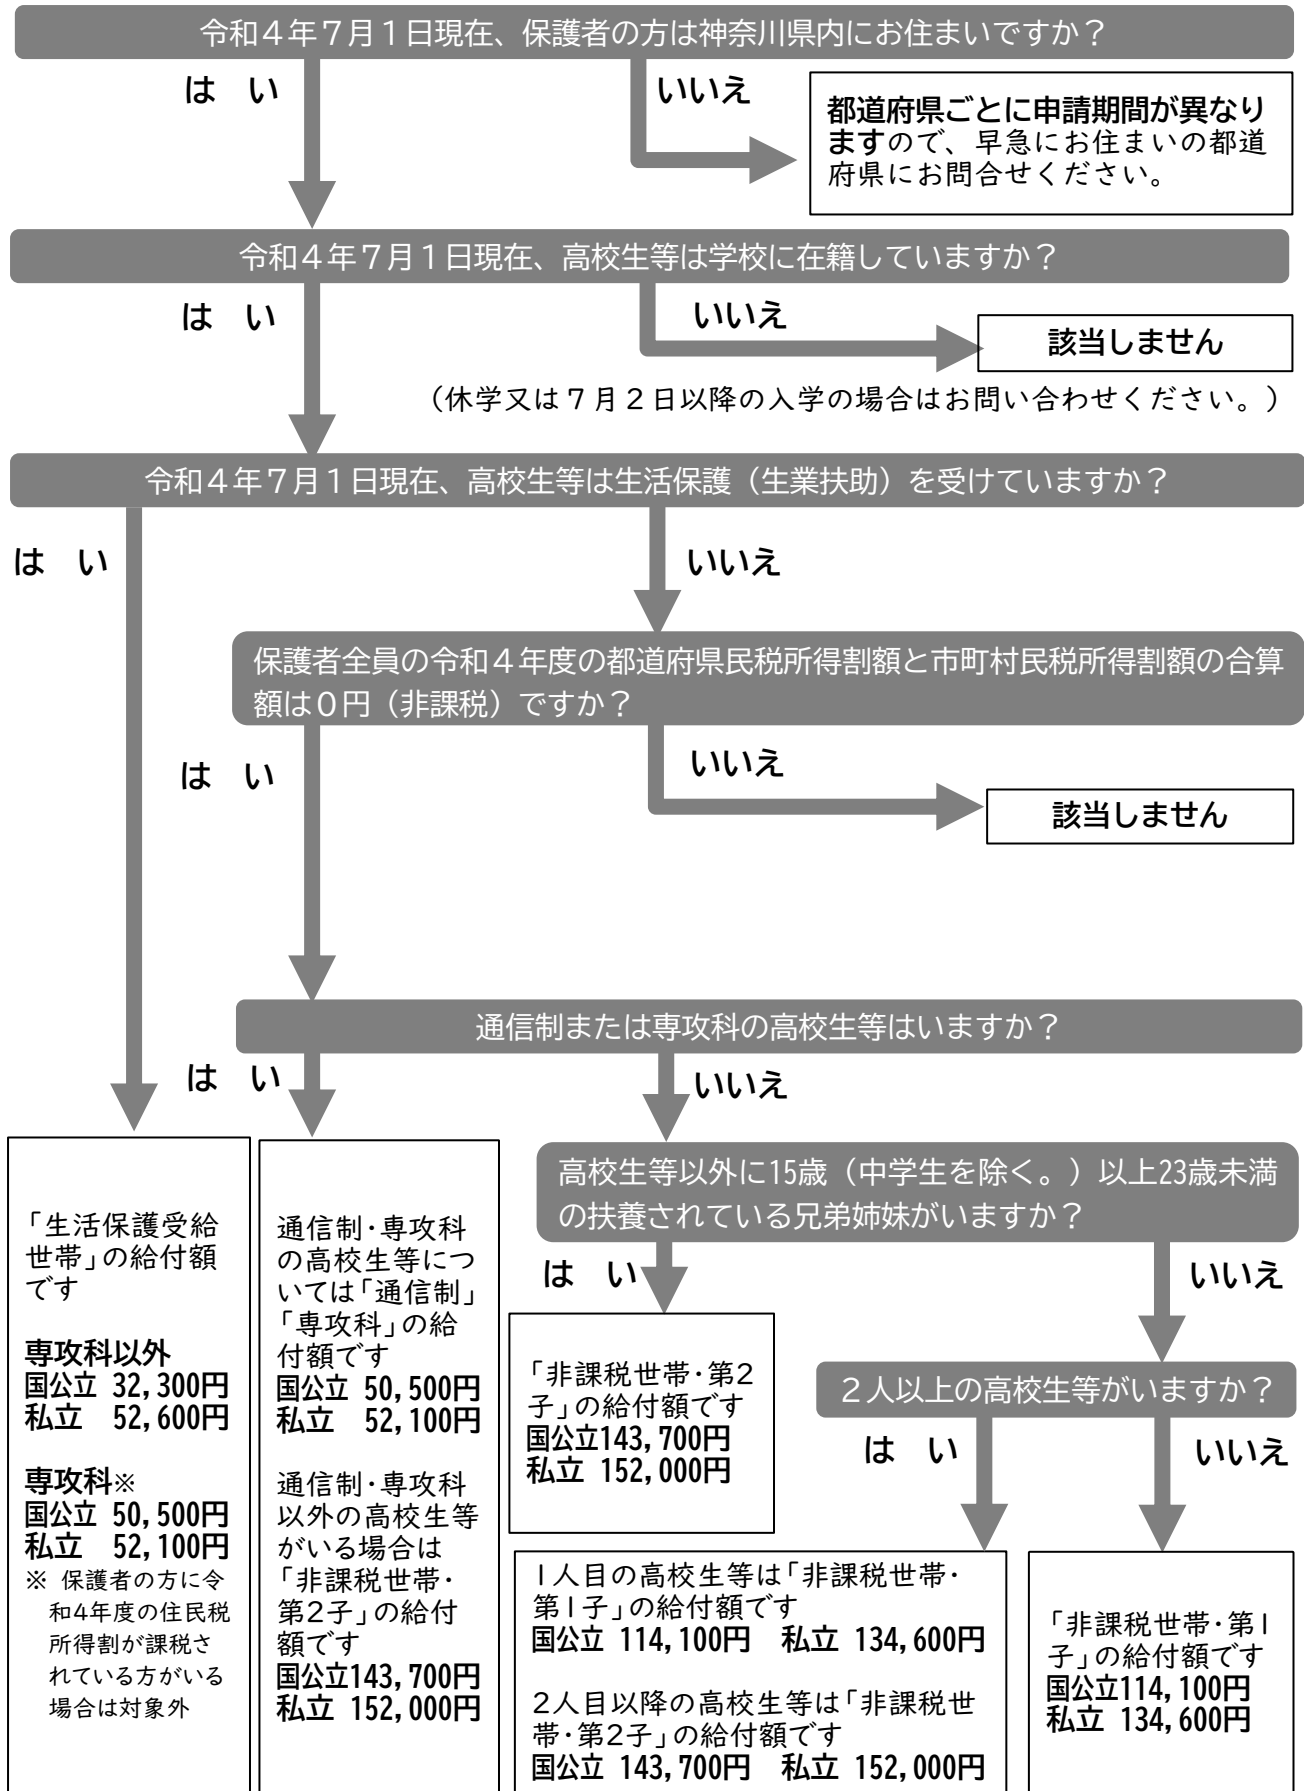 令和４年７月１日現在、保護者の方は神奈川県内にお住まいですか？
は　い
いいえ
都道府県ごとに申請期間が異なり
ますので、早急にお住まいの都道
府県にお問合せください。
令和４年７月１日現在、高校生等は学校に在籍していますか？
は　い
いいえ
該当しません
（休学又は７月２日以降の入学の場合はお問い合わせください。）
令和４年７月１日現在、高校生等は生活保護（生業扶助）を受けていますか？
は　い
いいえ
保護者全員の令和４年度の都道府県民税所得割額と市町村民税所得割額の合算
額は０円（非課税）ですか？
は　い
いいえ
該当しません
通信制または専攻科の高校生等はいますか？
は　い
いいえ
「生活保護受給
世帯」の給付額
です
専攻科以外
国公立 32,300円
私立　52,600円
専攻科※
国公立 50,500円
私立　52,100円
※ 保護者の方に令
和4年度の住民税
所得割が課税さ
れている方がいる
場合は対象外
通信制・専攻科
の高校生等につ
いては「通信制」
「専攻科」の給
付額です
国公立 50,500円
私立　52,100円
通信制・専攻科
以外の高校生等
がいる場合は
「非課税世帯・
第2子」の給付
額です
国公立143,700円
私立 152,000円
高校生等以外に15歳（中学生を除く。）以上23歳未満
の扶養されている兄弟姉妹がいますか？
は　い
いいえ
「非課税世帯・第2
子」の給付額です
国公立143,700円
私立 152,000円
２人以上の高校生等がいますか？
は　い
いいえ
1人目の高校生等は「非課税世帯・
第1子」の給付額です
国公立 114,100円　私立 134,600円
2人目以降の高校生等は「非課税世
帯・第2子」の給付額です
国公立 143,700円　私立 152,000円
「非課税世帯・第1
子」の給付額です
国公立114,100円
私立 134,600円